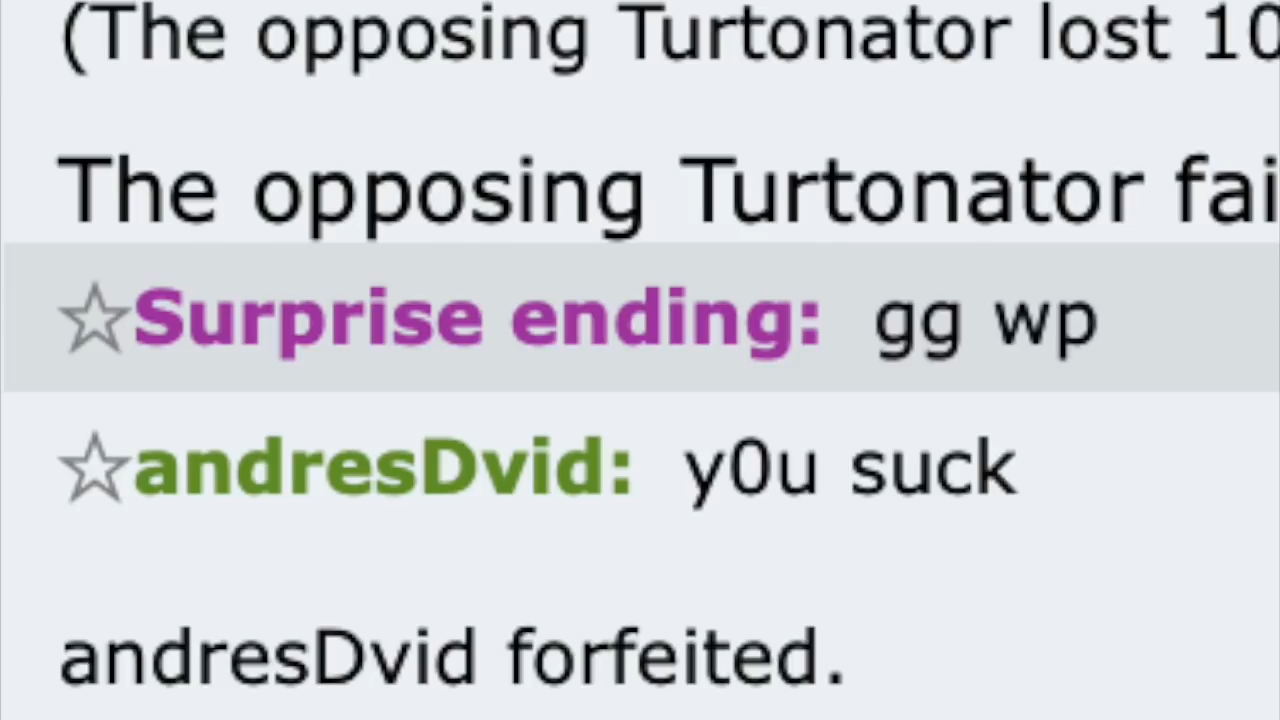 (The opposing Turtonator lost 10
The opposing Turtonator fai
☆Surprise ending: gg wp
☆andresDvid: y0u suck
andresDvid forfeited.